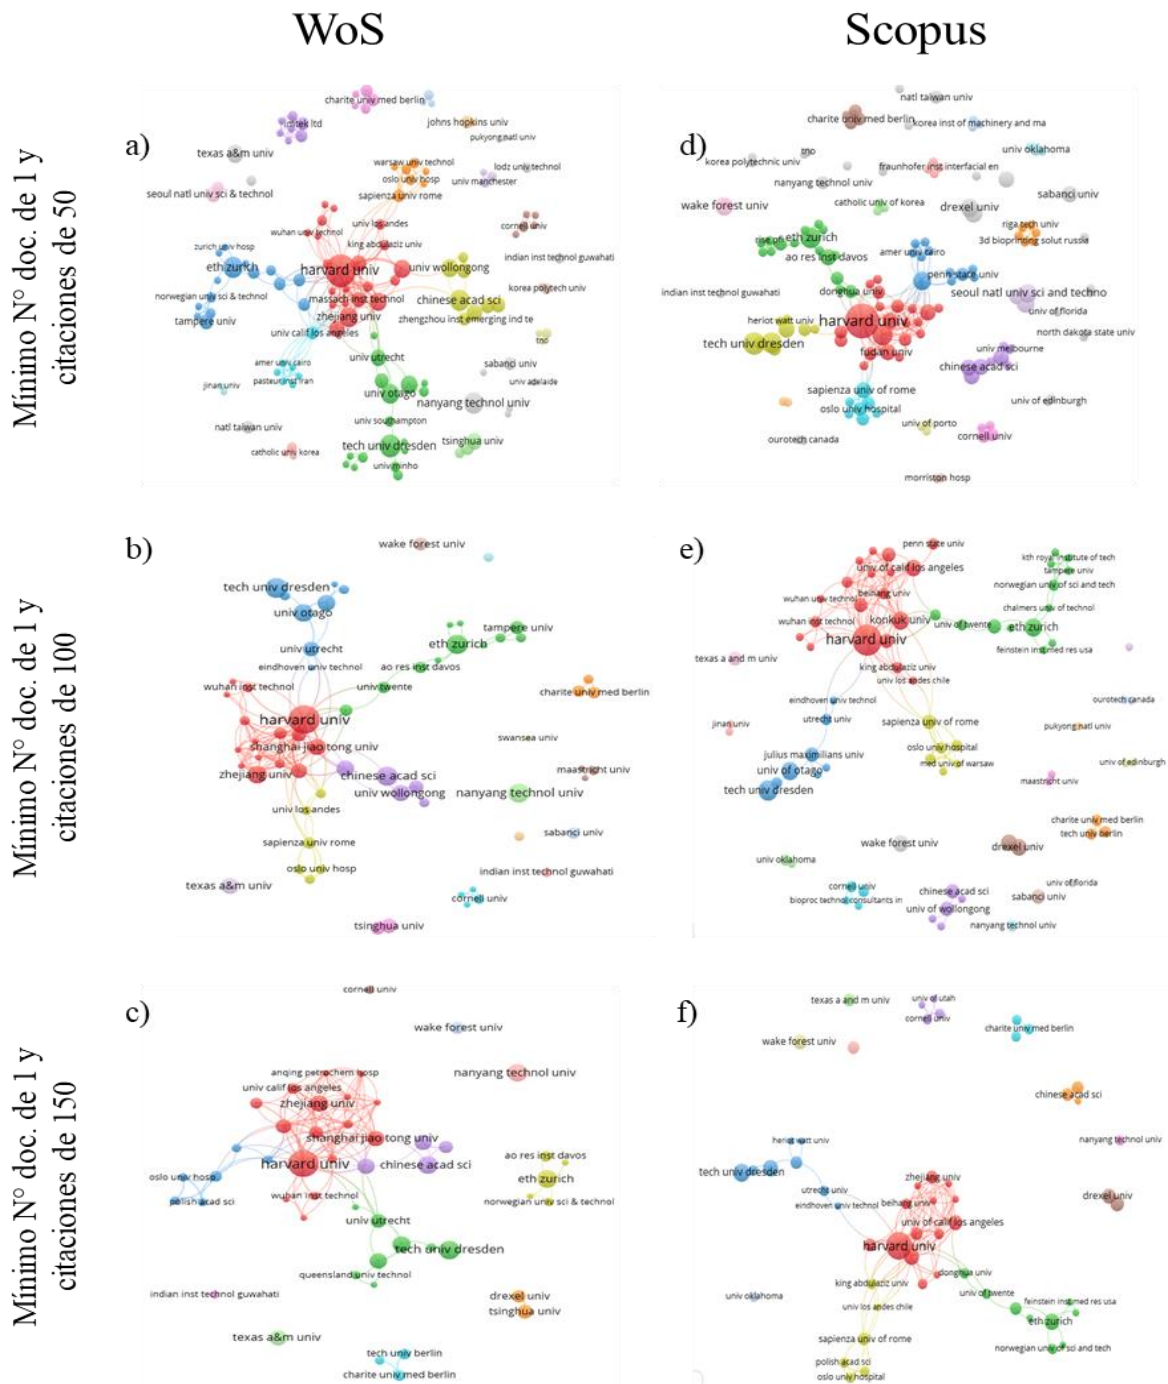 WoS
Scopus
Mínimo N° doc. de 1 y
citaciones de 50
a)
charite univ med berlin
johns hopkins univ
pukyong natl univ
texas a&m univ
warsaw univ technol
oslo univ hosp
lodz univ technol
univ manchester
seoul natl univ sci & technol
sapienza univ rome
univ los andes
cornell univ
wuhan univ technol
zurich univ hosp
king abdulaziz univ
indian inst technol guwahati
eth zurich
harvard univ
univ wollongong
norwegian univ sci & technol
massach inst technol
chinese acad sci
korea polytech univ
tampere univ
zhejiang univ
zhengzhou inst emerging ind te
univ calif los angeles
tno
amer univ cairo
univ utrecht
sabanci univ
jinan univ
pasteur inst iran
univ adelaide
univ otago
nanyang technol univ
natl taiwan univ
univ southampton
catholic univ korea
tech univ dresden
tsinghua univ
univ minho
d)
natl taiwan univ
charite univ med berlin
korea inst of machinery and ma
tno
univ oklahoma
korea polytechnic univ
fraunhofer inst interfacial en
nanyang technol univ
sabanci univ
wake forest univ
catholic univ of korea
drexel univ
riga tech univ
eth zurich
3d bioprinting solut russia
ao res inst davos
amer univ cairo
penn state univ
indian inst technol guwahati
donghua univ
seoul natl univ sci and techno
univ of florida
heriot watt univ
harvard univ
north dakota state univ
tech univ dresden
fudan univ
univ melbourne
chinese acad sci
sapienza univ of rome
oslo univ hospital
univ of edinburgh
univ of porto
ourotech canada
cornell univ
morriston hosp
Mínimo N° doc. de 1 y
citaciones de 100
b)
wake forest univ
tech univ dresden
univ otago
tampere univ
eth zurich
univ utrecht
eindhoven univ technol
ao res inst davos
wuhan inst technol
univ twente
charite univ med berlin
harvard univ
swansea univ
shanghai jiao tong univ
zhejiang univ
chinese acad sci
maastricht univ
univ wollongong
nanyang technol univ
univ los andes
sabanci univ
sapienza univ rome
oslo univ hosp
indian inst technol guwahati
texas a&m univ
cornell univ
tsinghua univ
e)
penn state univ
kth royal institute of tech
univ of calif los angeles
tampere univ
norwegian univ of sci and tech
wuhan univ technol
beihang univ
chalmers univ of technol
wuhan inst technol
konkuk univ
univ of twente
eth zurich
harvard univ
feinstein inst med res usa
texas a and m univ
king abdulaziz univ
univ los andes chile
eindhoven univ technol
ourotech canada
jinan univ
utrecht univ
sapienza univ of rome
pukyong natl univ
julius maximilians univ
oslo univ hospital
univ of otago
med univ of warsaw
univ of edinburgh
tech univ dresden
maastricht univ
charite univ med berlin
tech univ berlin
wake forest univ
drexel univ
univ oklahoma
cornell univ
chinese acad sci
univ of florida
bioproc technol consultants in
sabanci univ
univ of wollongong
nanyang technol univ
Mínimo N° doc. de 1 y
citaciones de 150
c)
cornell univ
wake forest univ
anqing petrochem hosp
nanyang technol univ
univ calif los angeles
zhejiang univ
shanghai jiao tong univ
ao res inst davos
harvard univ
chinese acad sci
oslo univ hosp
eth zurich
polish acad sci
wuhan inst technol
norwegian univ sci & technol
univ utrecht
tech univ dresden
queensland univ technol
indian inst technol guwahati
drexel univ
tsinghua univ
texas a&m univ
tech univ berlin
charite univ med berlin
f)
texas a and m univ
univ of utah
cornell univ
charite univ med berlin
wake forest univ
chinese acad sci
heriot watt univ
nanyang technol univ
tech univ dresden
zhejiang univ
utrecht univ
drexel univ
eindhoven univ technol
beihang univ
univ of calif los angeles
harvard univ
donghua univ
king abdulaziz univ
univ of twente
univ oklahoma
feinstein inst med res usa
univ los andes chile
eth zurich
sapienza univ of rome
norwegian univ of sci and tech
polish acad sci
oslo univ hospital